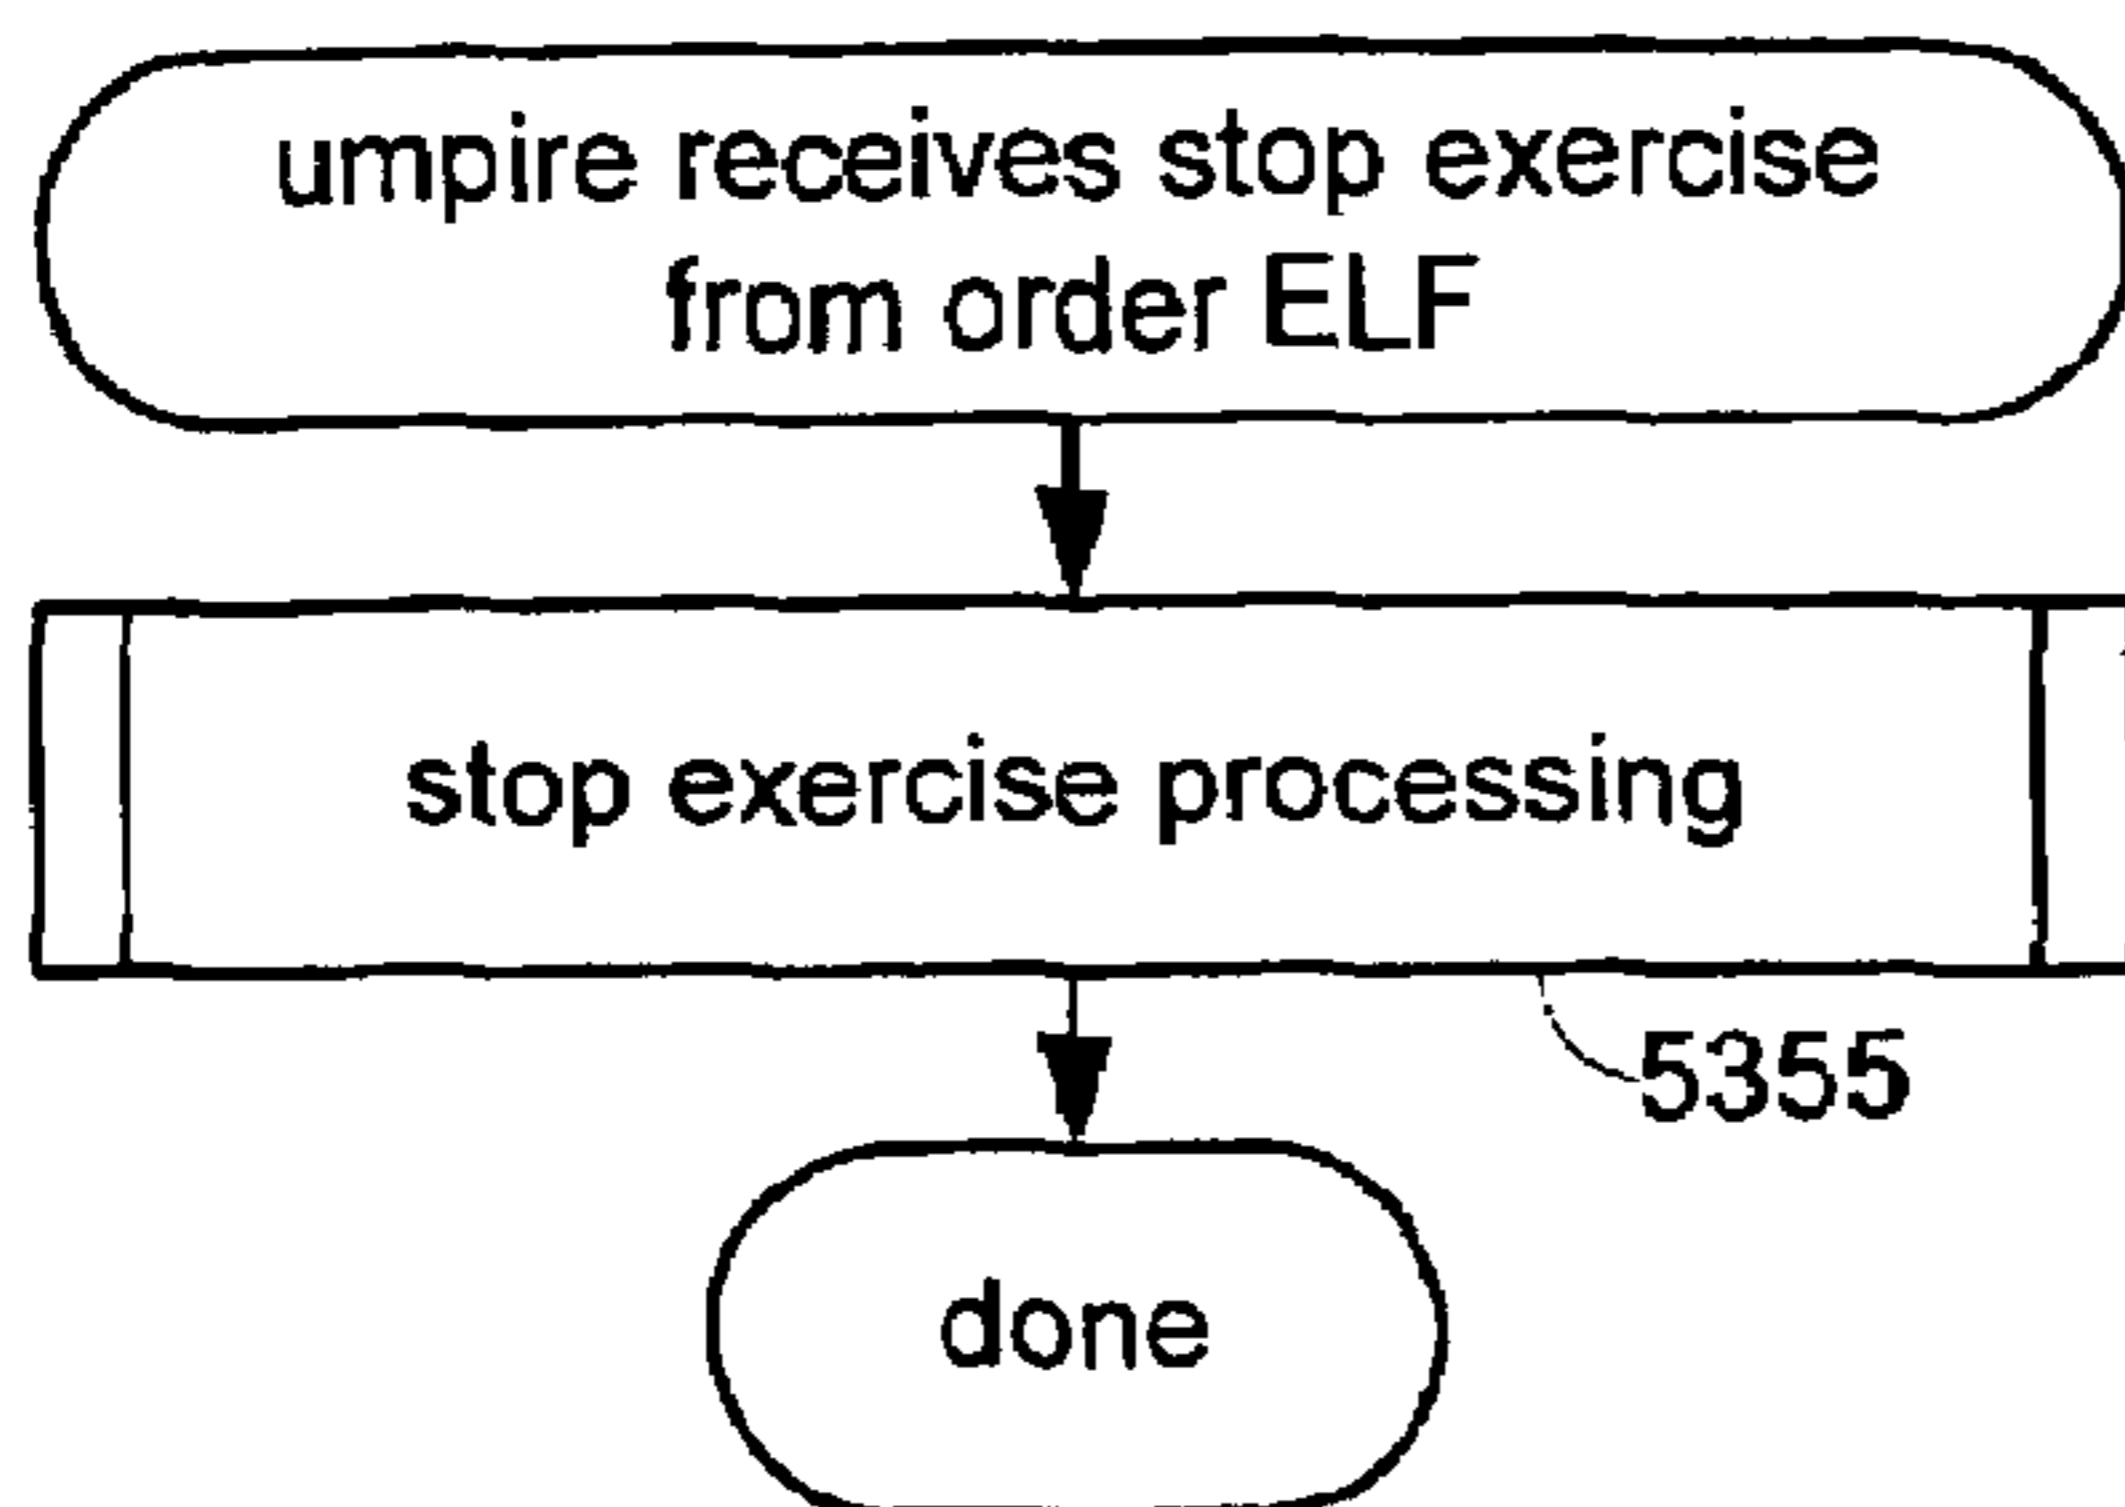 umpire receives stop exercise
from order ELF
stop exercise processing
5355
done